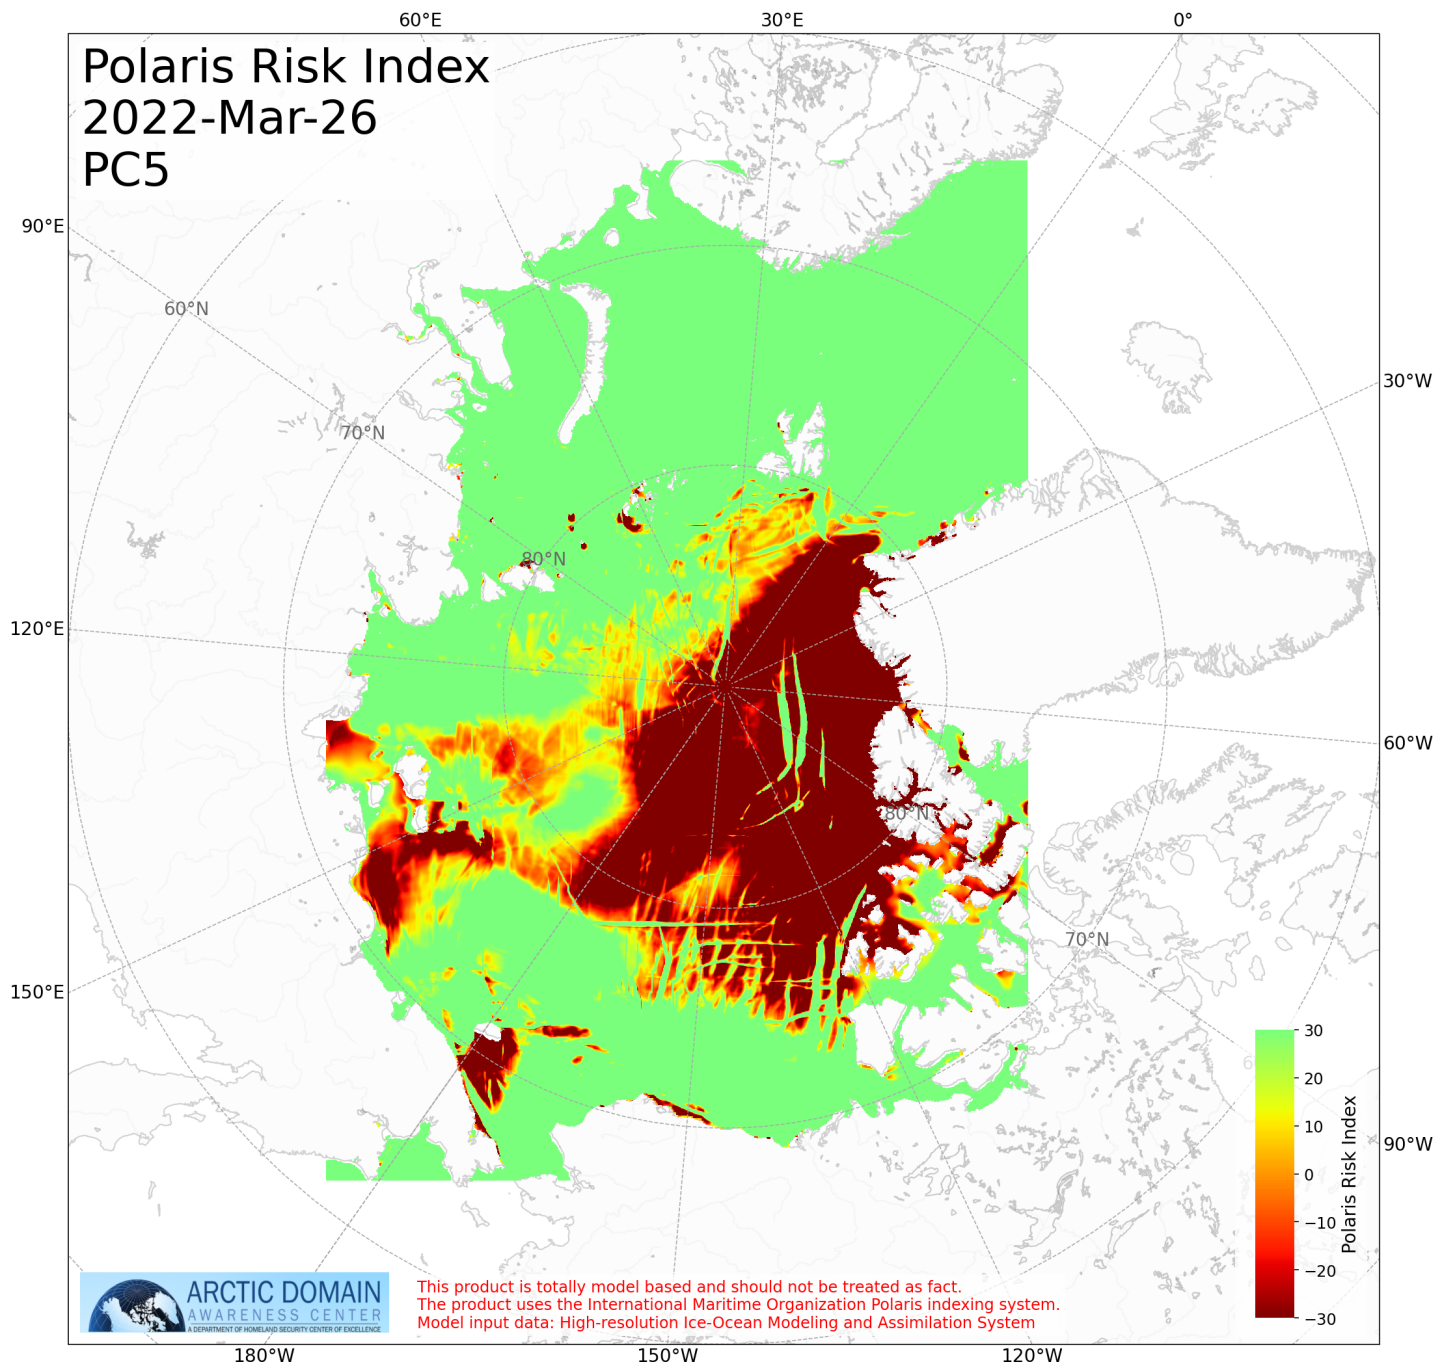 60°E 30°E 0°
Polaris Risk Index
2022-Mar-26
PC5
90°E
60°N
30°W
70°N
80°N
120°E
60°W
80°N
70°N
150°E
30
20
10
0
−10
−20
−30
Polaris Risk Index
90°W
ARCTIC DOMAIN
AWARENESS CENTER
A DEPARTMENT OF HOMELAND SECURITY CENTER OF EXCELLENCE
This product is totally model based and should not be treated as fact.
The product uses the International Maritime Organization Polaris indexing system.
Model input data: High-resolution Ice-Ocean Modeling and Assimilation System
180°W 150°W 120°W